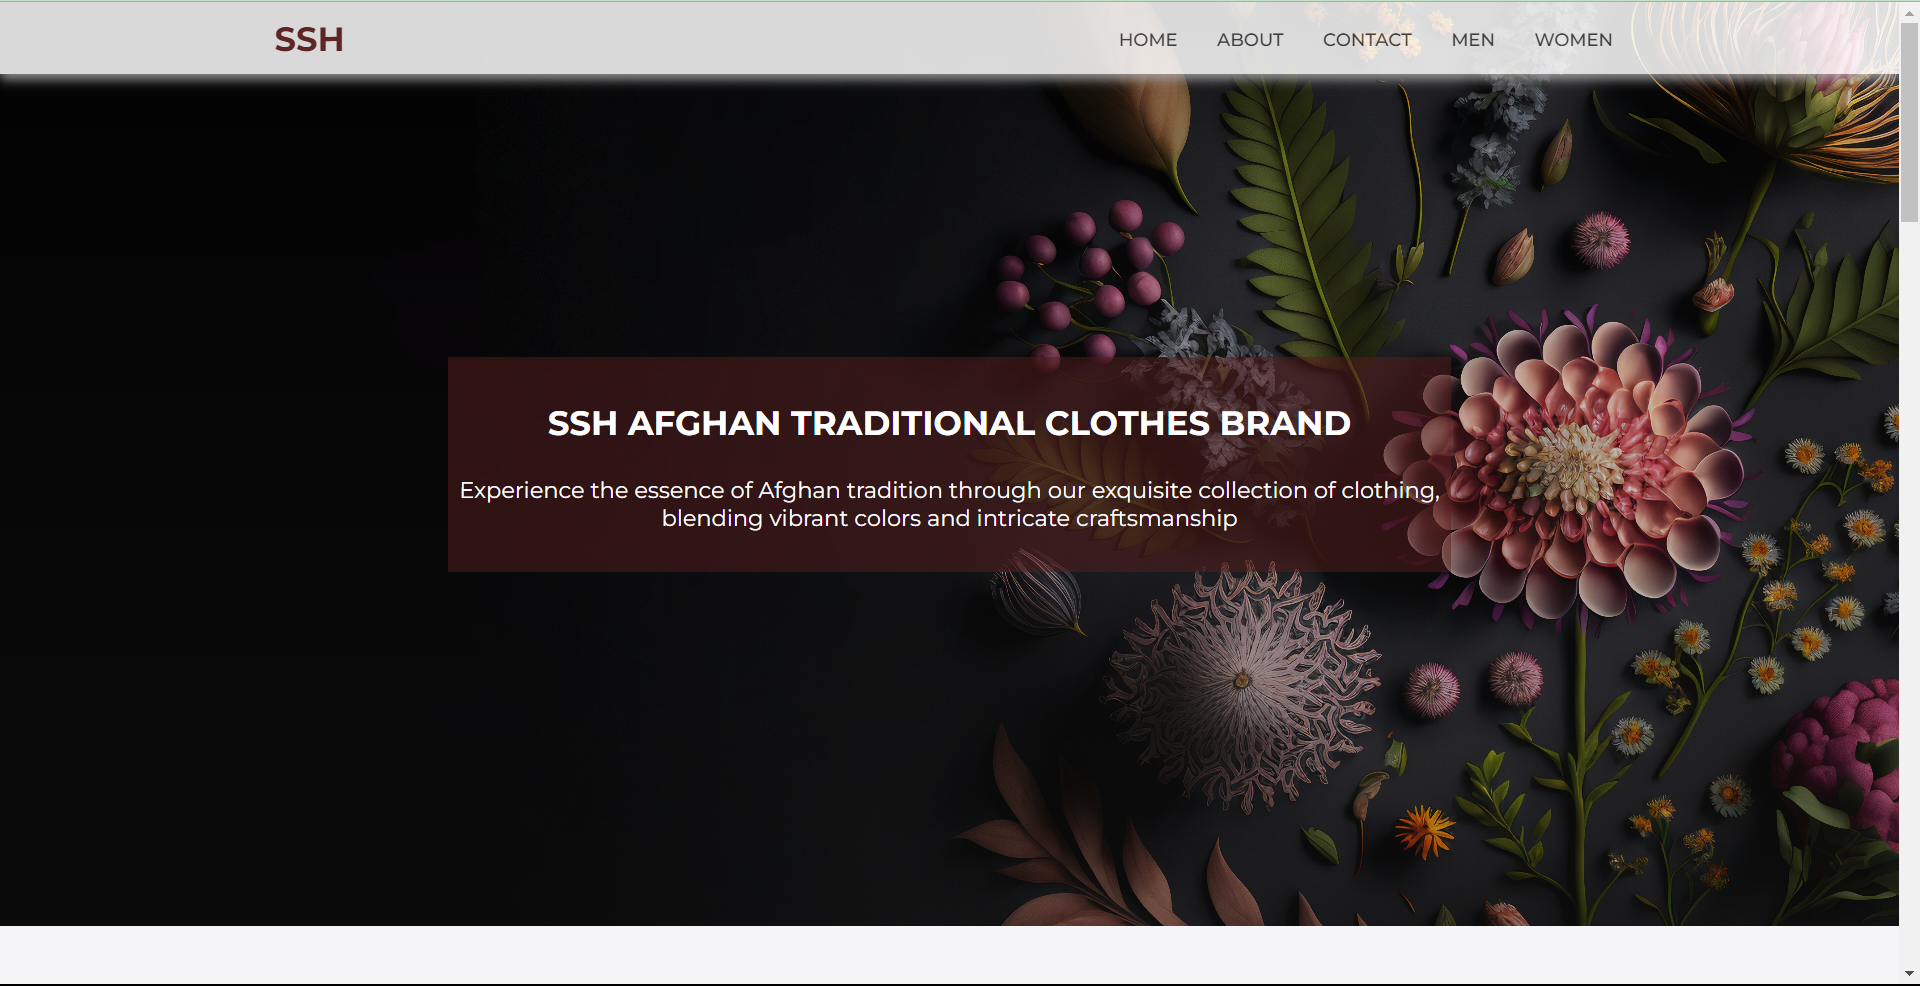 SSH
HOME ABOUT CONTACT MEN WOMEN
SSH AFGHAN TRADITIONAL CLOTHES BRAND
Experience the essence of Afghan tradition through our exquisite collection of clothing,
blending vibrant colors and intricate craftsmanship